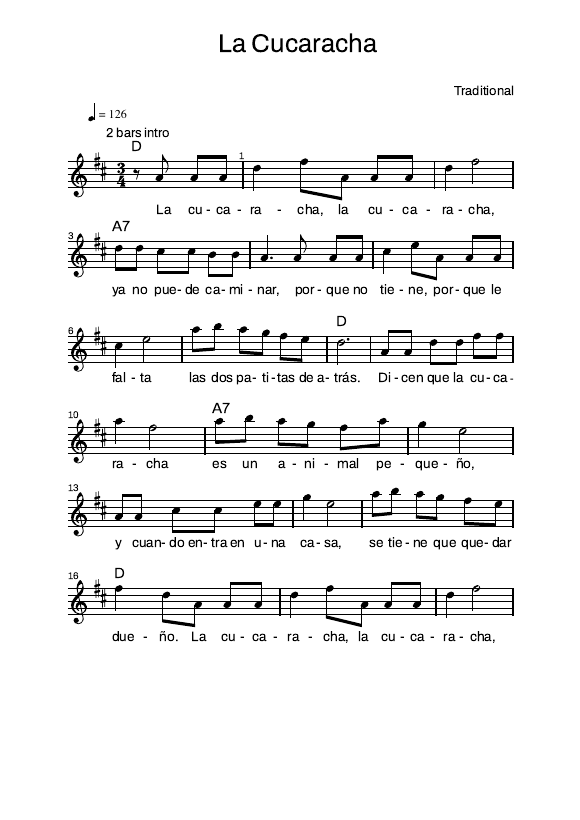 La Cucaracha
Traditional
= 126
2 bars intro
D
3
4
1
La cu - ca - ra - cha, la cu - ca - ra - cha,
A7
3
ya no pue - de ca - mi - nar, por - que no tie - ne, por - que le
D
6
fal - ta las dos pa - ti - tas de a - trás. Di - cen que la cu - ca -
A7
10
ra - cha es un a - ni - mal pe - que - ño,
13
y cuan - do en - tra en u - na ca - sa, se tie - ne que que - dar
D
16
due - ño. La cu - ca - ra - cha, la cu - ca - ra - cha,